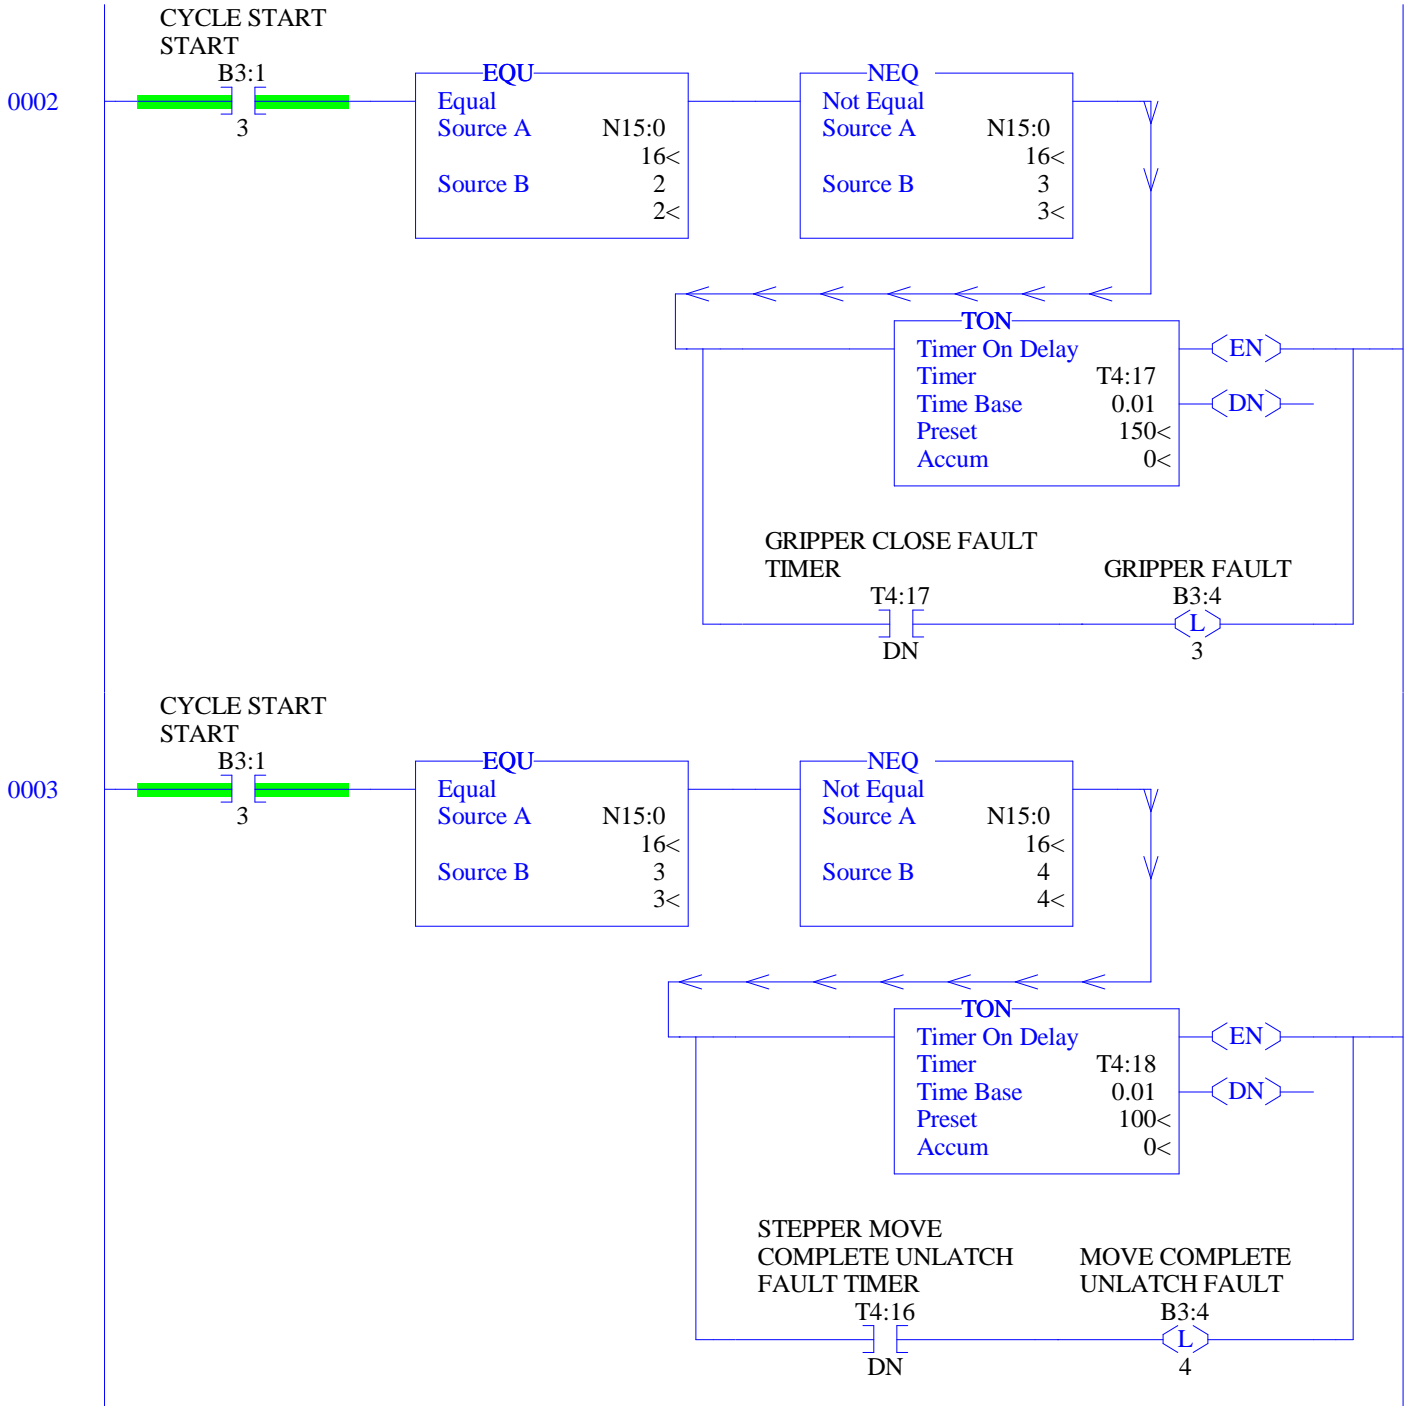 CYCLE START
START
B3:1
0002
3
EQU
Equal
Source A N15:0
16<
Source B 2
2<
NEQ
Not Equal
Source A N15:0
16<
Source B 3
3<
TON
Timer On Delay
Timer T4:17
Time Base 0.01
Preset 150<
Accum 0<
EN
DN
GRIPPER CLOSE FAULT
TIMER
T4:17
DN
GRIPPER FAULT
B3:4
L
3
CYCLE START
START
B3:1
0003
3
EQU
Equal
Source A N15:0
16<
Source B 3
3<
NEQ
Not Equal
Source A N15:0
16<
Source B 4
4<
TON
Timer On Delay
Timer T4:18
Time Base 0.01
Preset 100<
Accum 0<
EN
DN
STEPPER MOVE
COMPLETE UNLATCH
FAULT TIMER
T4:16
DN
MOVE COMPLETE
UNLATCH FAULT
B3:4
L
4